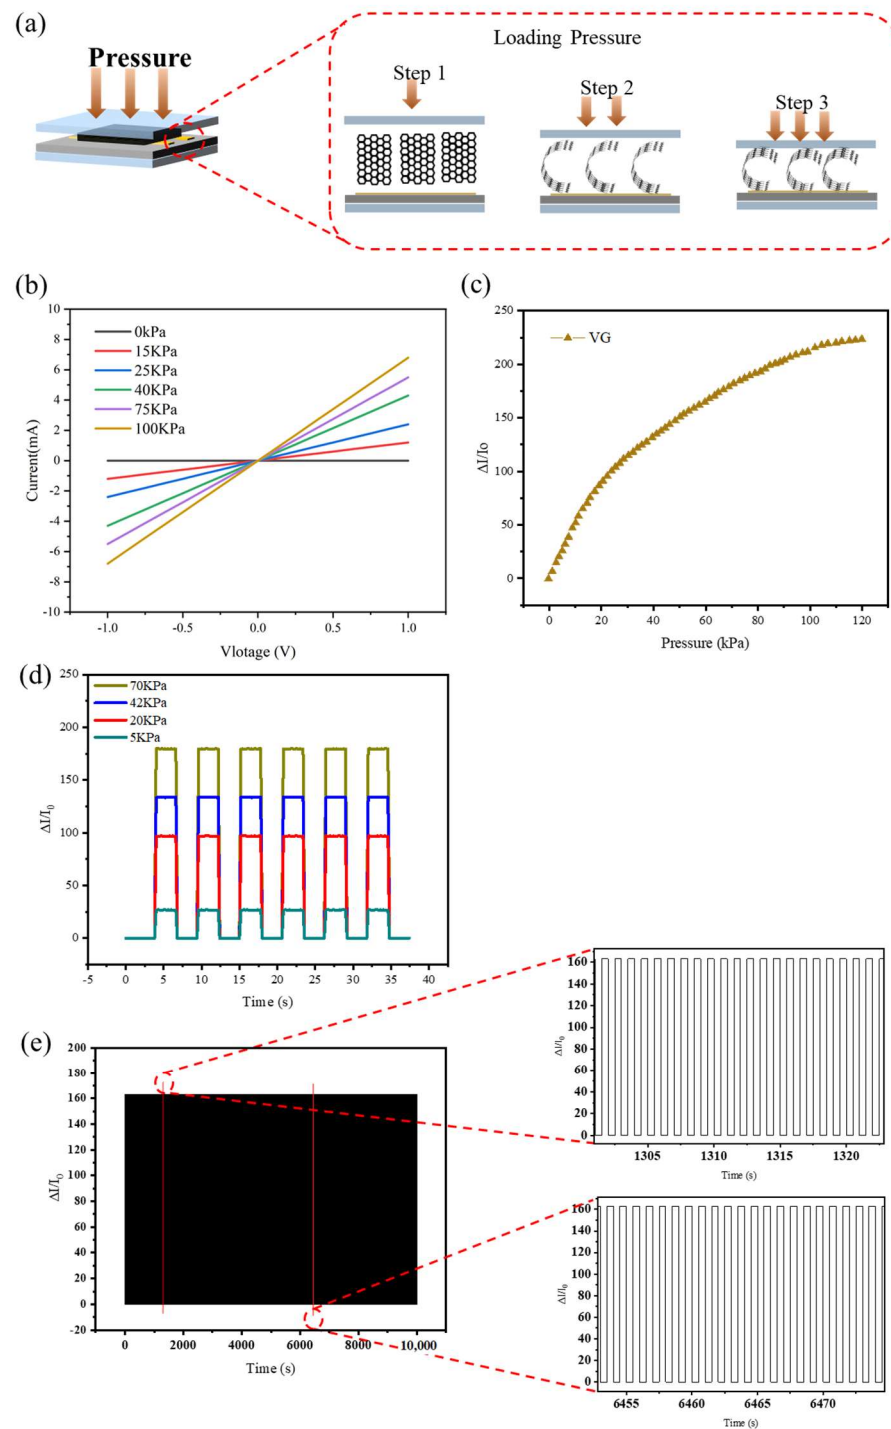 (a)
Pressure
Loading Pressure
Step 1
Step 2
Step 3
(b)
10
8
6
4
2
0
-2
-4
-6
-8
-10
Current(mA)
0kPa
15KPa
25KPa
40KPa
75KPa
100KPa
-1.0
-0.5
0.0
0.5
1.0
Vlotage (V)
(c)
250
200
150
100
50
0
ΔI/Io
VG
0
20
40
60
80
100
120
Pressure (kPa)
(d)
250
200
150
100
50
0
ΔI/I0
70KPa
42KPa
20KPa
5KPa
-5
0
5
10
15
20
25
30
35
40
Time (s)
160
140
120
100
80
60
40
20
0
ΔI/I0
1305
1310
1315
1320
Time (s)
(e)
200
180
160
140
120
100
80
60
40
20
0
-20
ΔI/I0
0
2000
4000
6000
8000
10,000
Time (s)
160
140
120
100
80
60
40
20
0
ΔI/I0
6455
6460
6465
6470
Time (s)